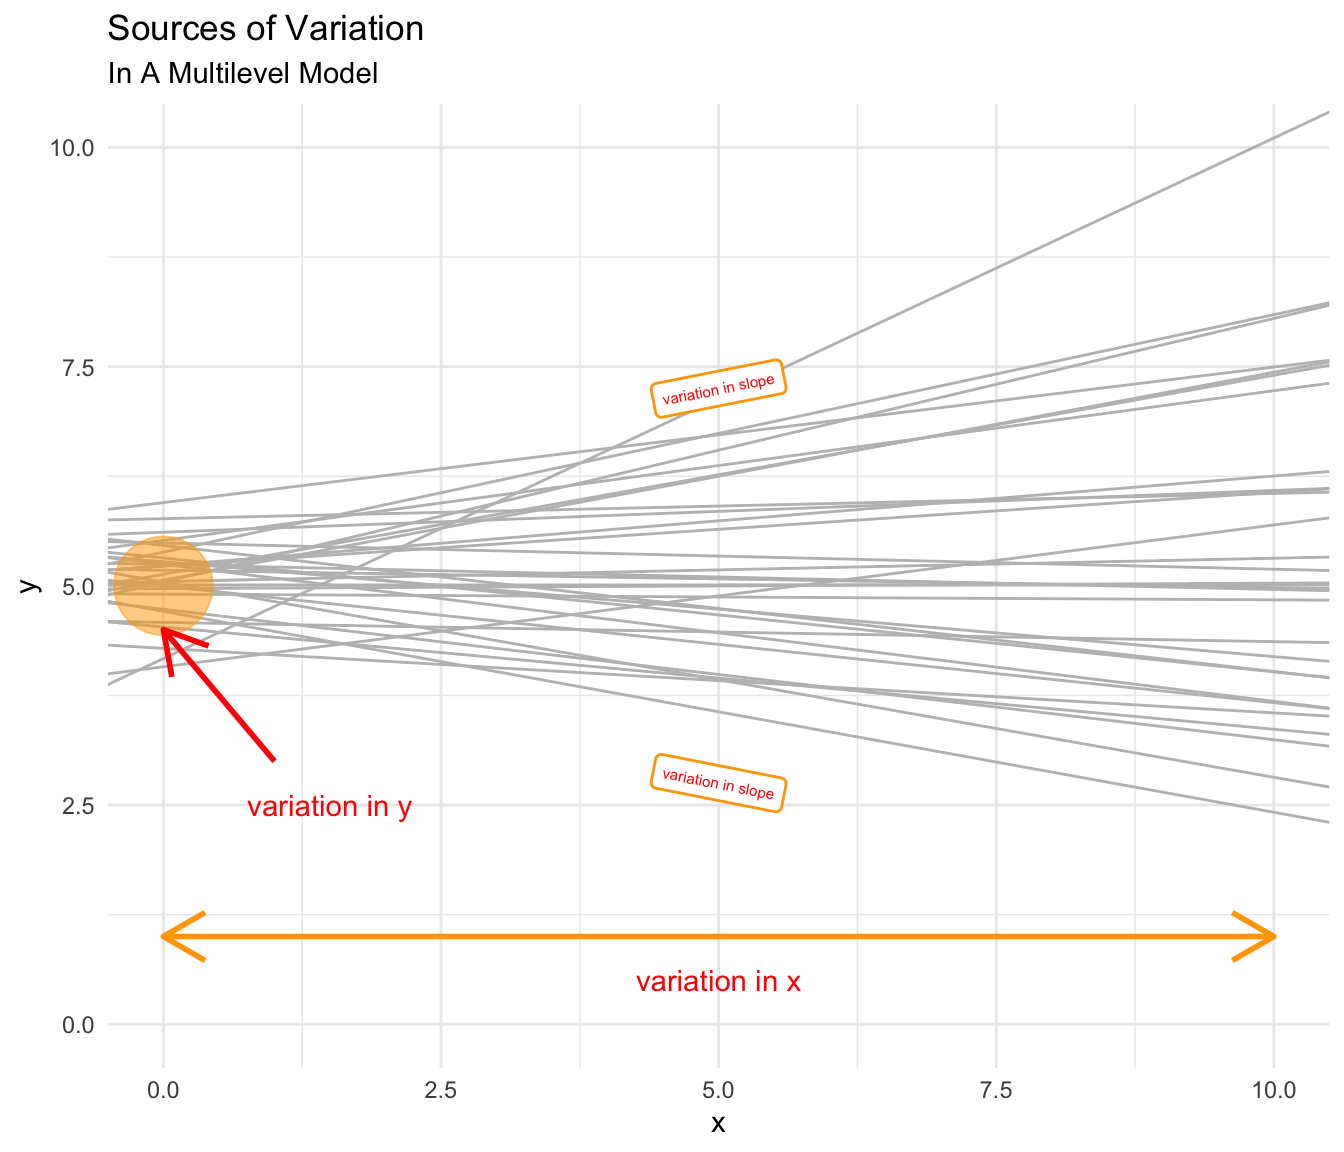 Sources of Variation
In A Multilevel Model
10.0
7.5
5.0
2.5
0.0
y
variation in slope
variation in slope
variation in y
variation in x
0.0 2.5 5.0 7.5 10.0
x